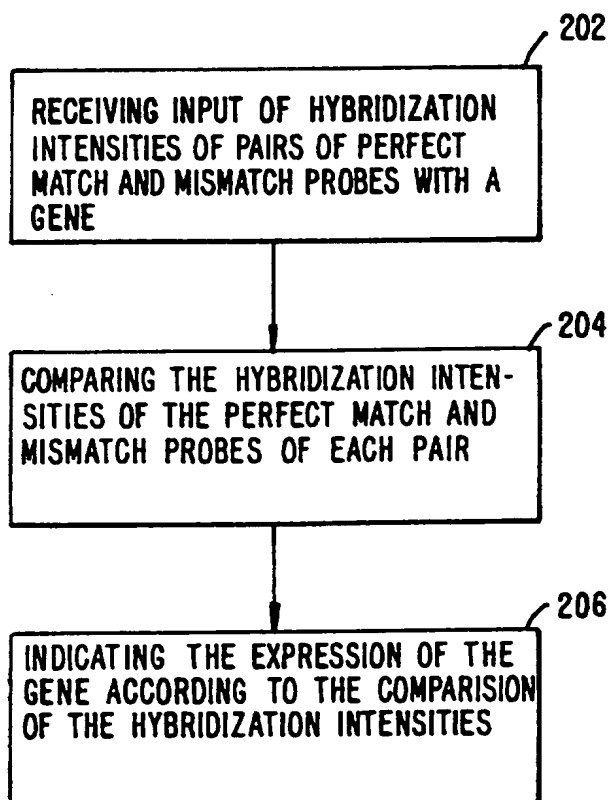 202
RECEIVING INPUT OF HYBRIDIZATION
INTENSITIES OF PAIRS OF PERFECT
MATCH AND MISMATCH PROBES WITH A
GENE
204
COMPARING THE HYBRIDIZATION INTEN-
SITIES OF THE PERFECT MATCH AND
MISMATCH PROBES OF EACH PAIR
206
INDICATING THE EXPRESSION OF THE
GENE ACCORDING TO THE COMPARISION
OF THE HYBRIDIZATION INTENSITIES